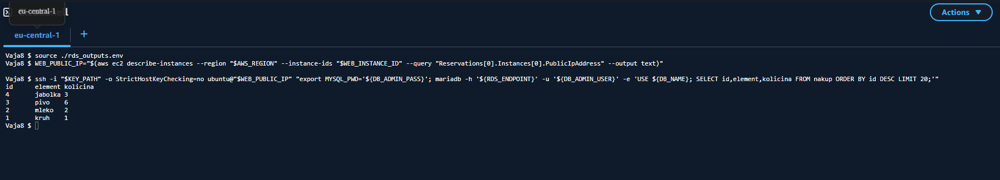 eu-central-1
Actions
eu-central-1
+
Vaja8 $ source ./rds_outputs.env
Vaja8 $ WEB_PUBLIC_IP="$(aws ec2 describe-instances --region "$AWS_REGION" --instance-ids "$WEB_INSTANCE_ID" --query "Reservations[0].Instances[0].PublicIpAddress" --output text)"
Vaja8 $ ssh -i "$KEY_PATH" -o StrictHostKeyChecking=no ubuntu@"$WEB_PUBLIC_IP" "export MYSQL_PWD='${DB_ADMIN_PASS}'; mariadb -h '${RDS_ENDPOINT}' -u '${DB_ADMIN_USER}' -e 'USE ${DB_NAME}; SELECT id,element,kolicina FROM nakup ORDER BY id DESC LIMIT 20;'"
id element kolicina
4 jabolka 3
3 pivo 6
2 mleko 2
1 kruh 1
Vaja8 $